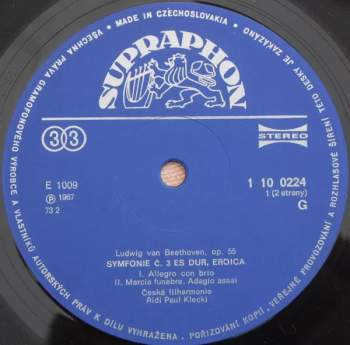 • MADE IN CZECHOSLOVAKIA •
VŠECHNA PRÁVA GRAMOFONOVÉHO VÝROBCE A VLASTNÍKŮ AUTORSKÝCH PRÁV K DÍLU VYHRAŽENA. POŘIZOVÁNÍ KOPIÍ, VEŘEJNÉ PROVOZOVÁNÍ A ROZHLASOVÉ ŠÍŘENÍ TÉTO DESKY JE ZAKÁZÁNO
SUPRAPHON
33
STEREO
E 1009
Ⓟ 1967
73 2
1 10 0224
1 (2 strany)
G
Ludwig van Beethoven, op. 55
SYMFONIE Č. 3 ES DUR, EROICA
I. Allegro con brio
II. Marcia funebre. Adagio assai
Česká filharmonie
Řídí Paul Klecki